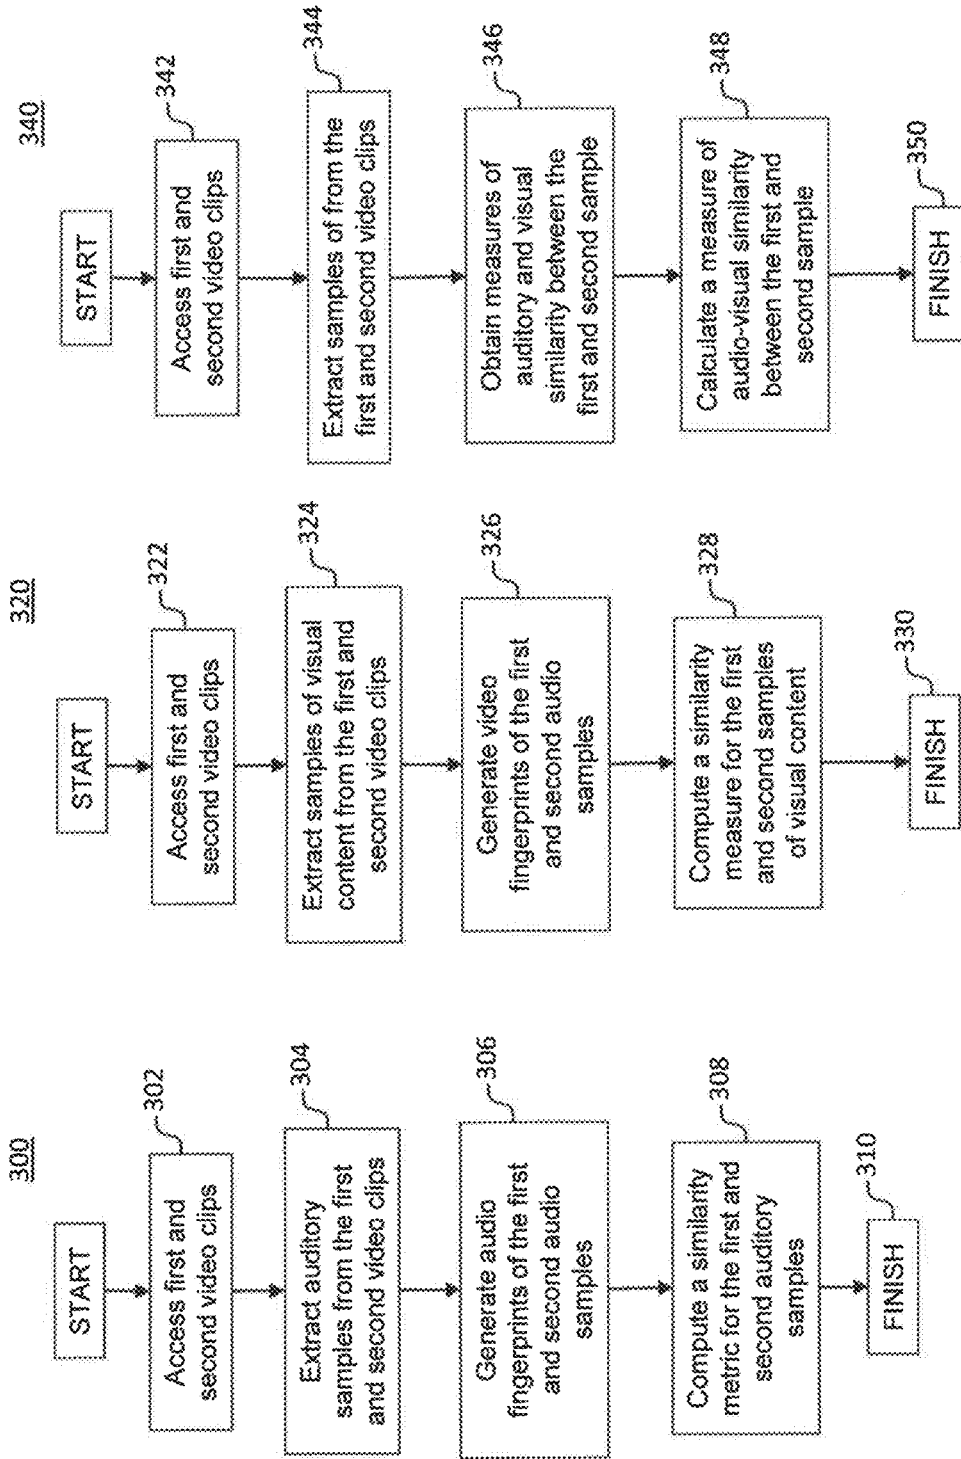 300
START
Access first and
second video clips
302
Extract auditory
samples from the first
and second video clips
304
Generate audio
fingerprints of the first
and second audio
samples
306
Compute a similarity
metric for the first and
second auditory
samples
308
FINISH
310
320
START
Access first and
second video clips
322
Extract samples of visual
content from the first and
second video clips
324
Generate video
fingerprints of the first
and second audio
samples
326
Compute a similarity
measure for the first
and second samples
of visual content
328
FINISH
330
340
START
Access first and
second video clips
342
Extract samples of from the
first and second video clips
344
Obtain measures of
auditory and visual
similarity between the
first and second sample
346
Calculate a measure of
audio-visual similarity
between the first and
second sample
348
FINISH
350